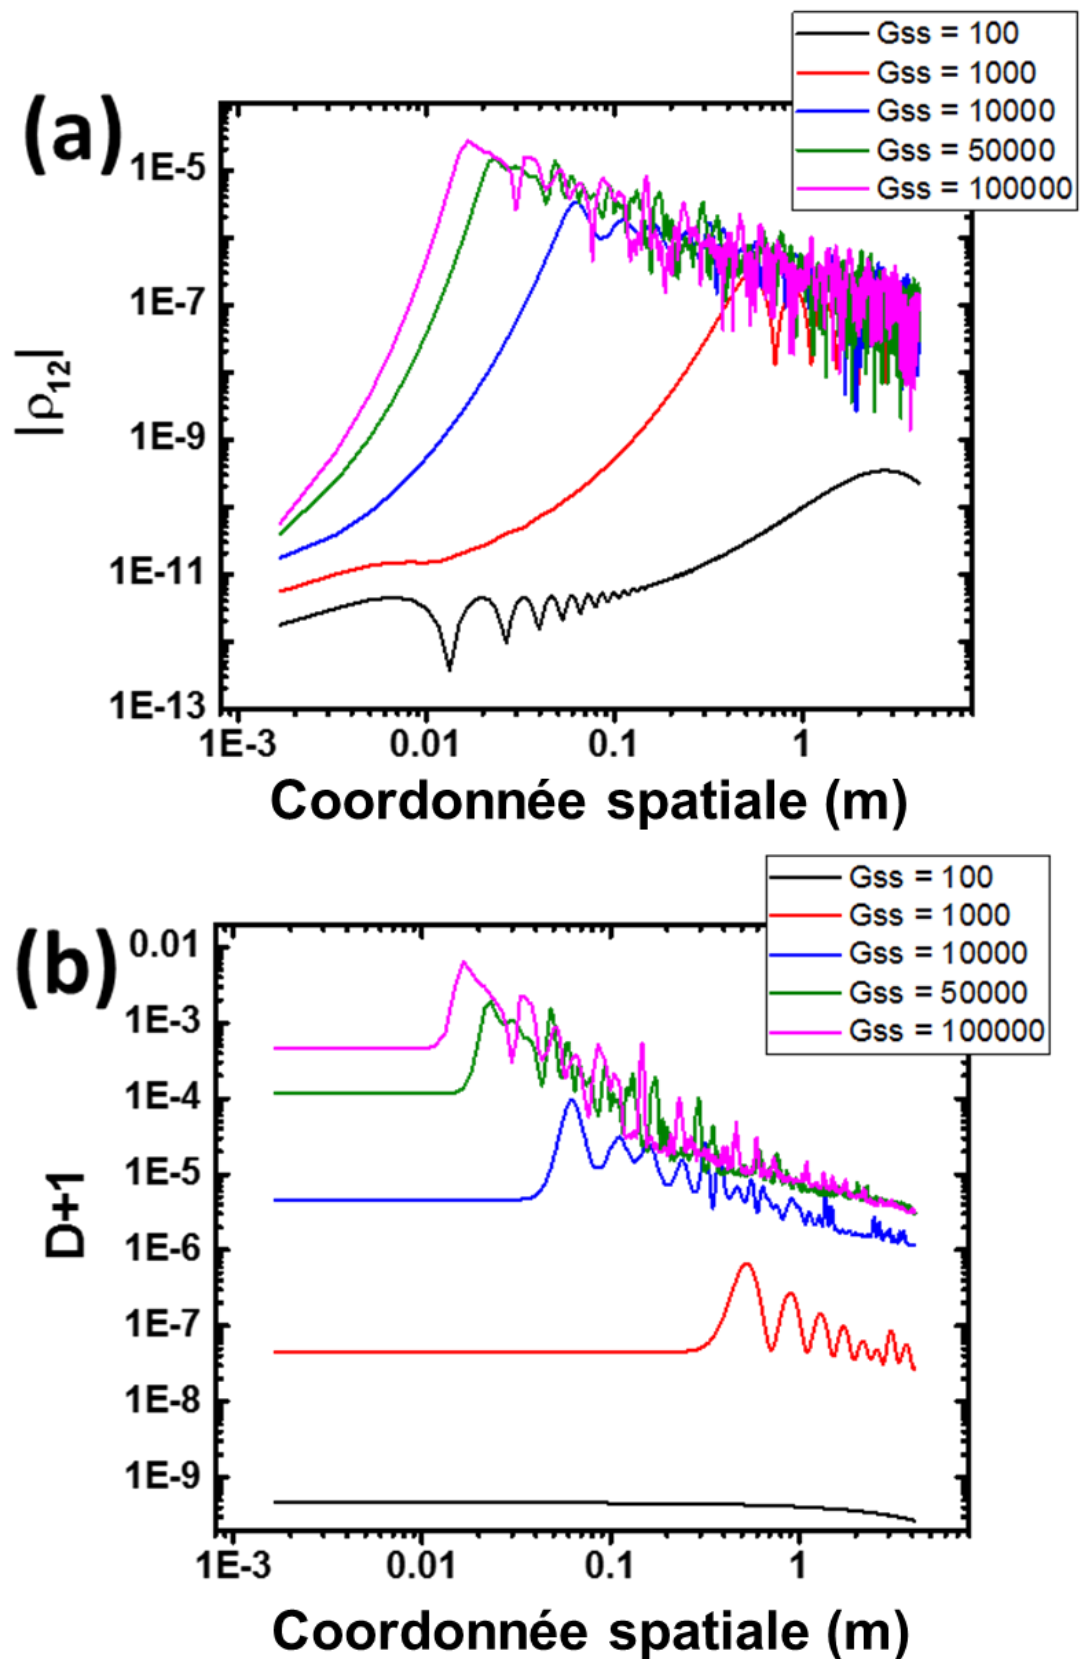 (a)
Gss = 100
Gss = 1000
Gss = 10000
Gss = 50000
Gss = 100000
|ρ12|
1E-5
1E-7
1E-9
1E-11
1E-13
1E-3 0.01 0.1 1
Coordonnée spatiale (m)
(b)
Gss = 100
Gss = 1000
Gss = 10000
Gss = 50000
Gss = 100000
D+1
0.01
1E-3
1E-4
1E-5
1E-6
1E-7
1E-8
1E-9
1E-3 0.01 0.1 1
Coordonnée spatiale (m)